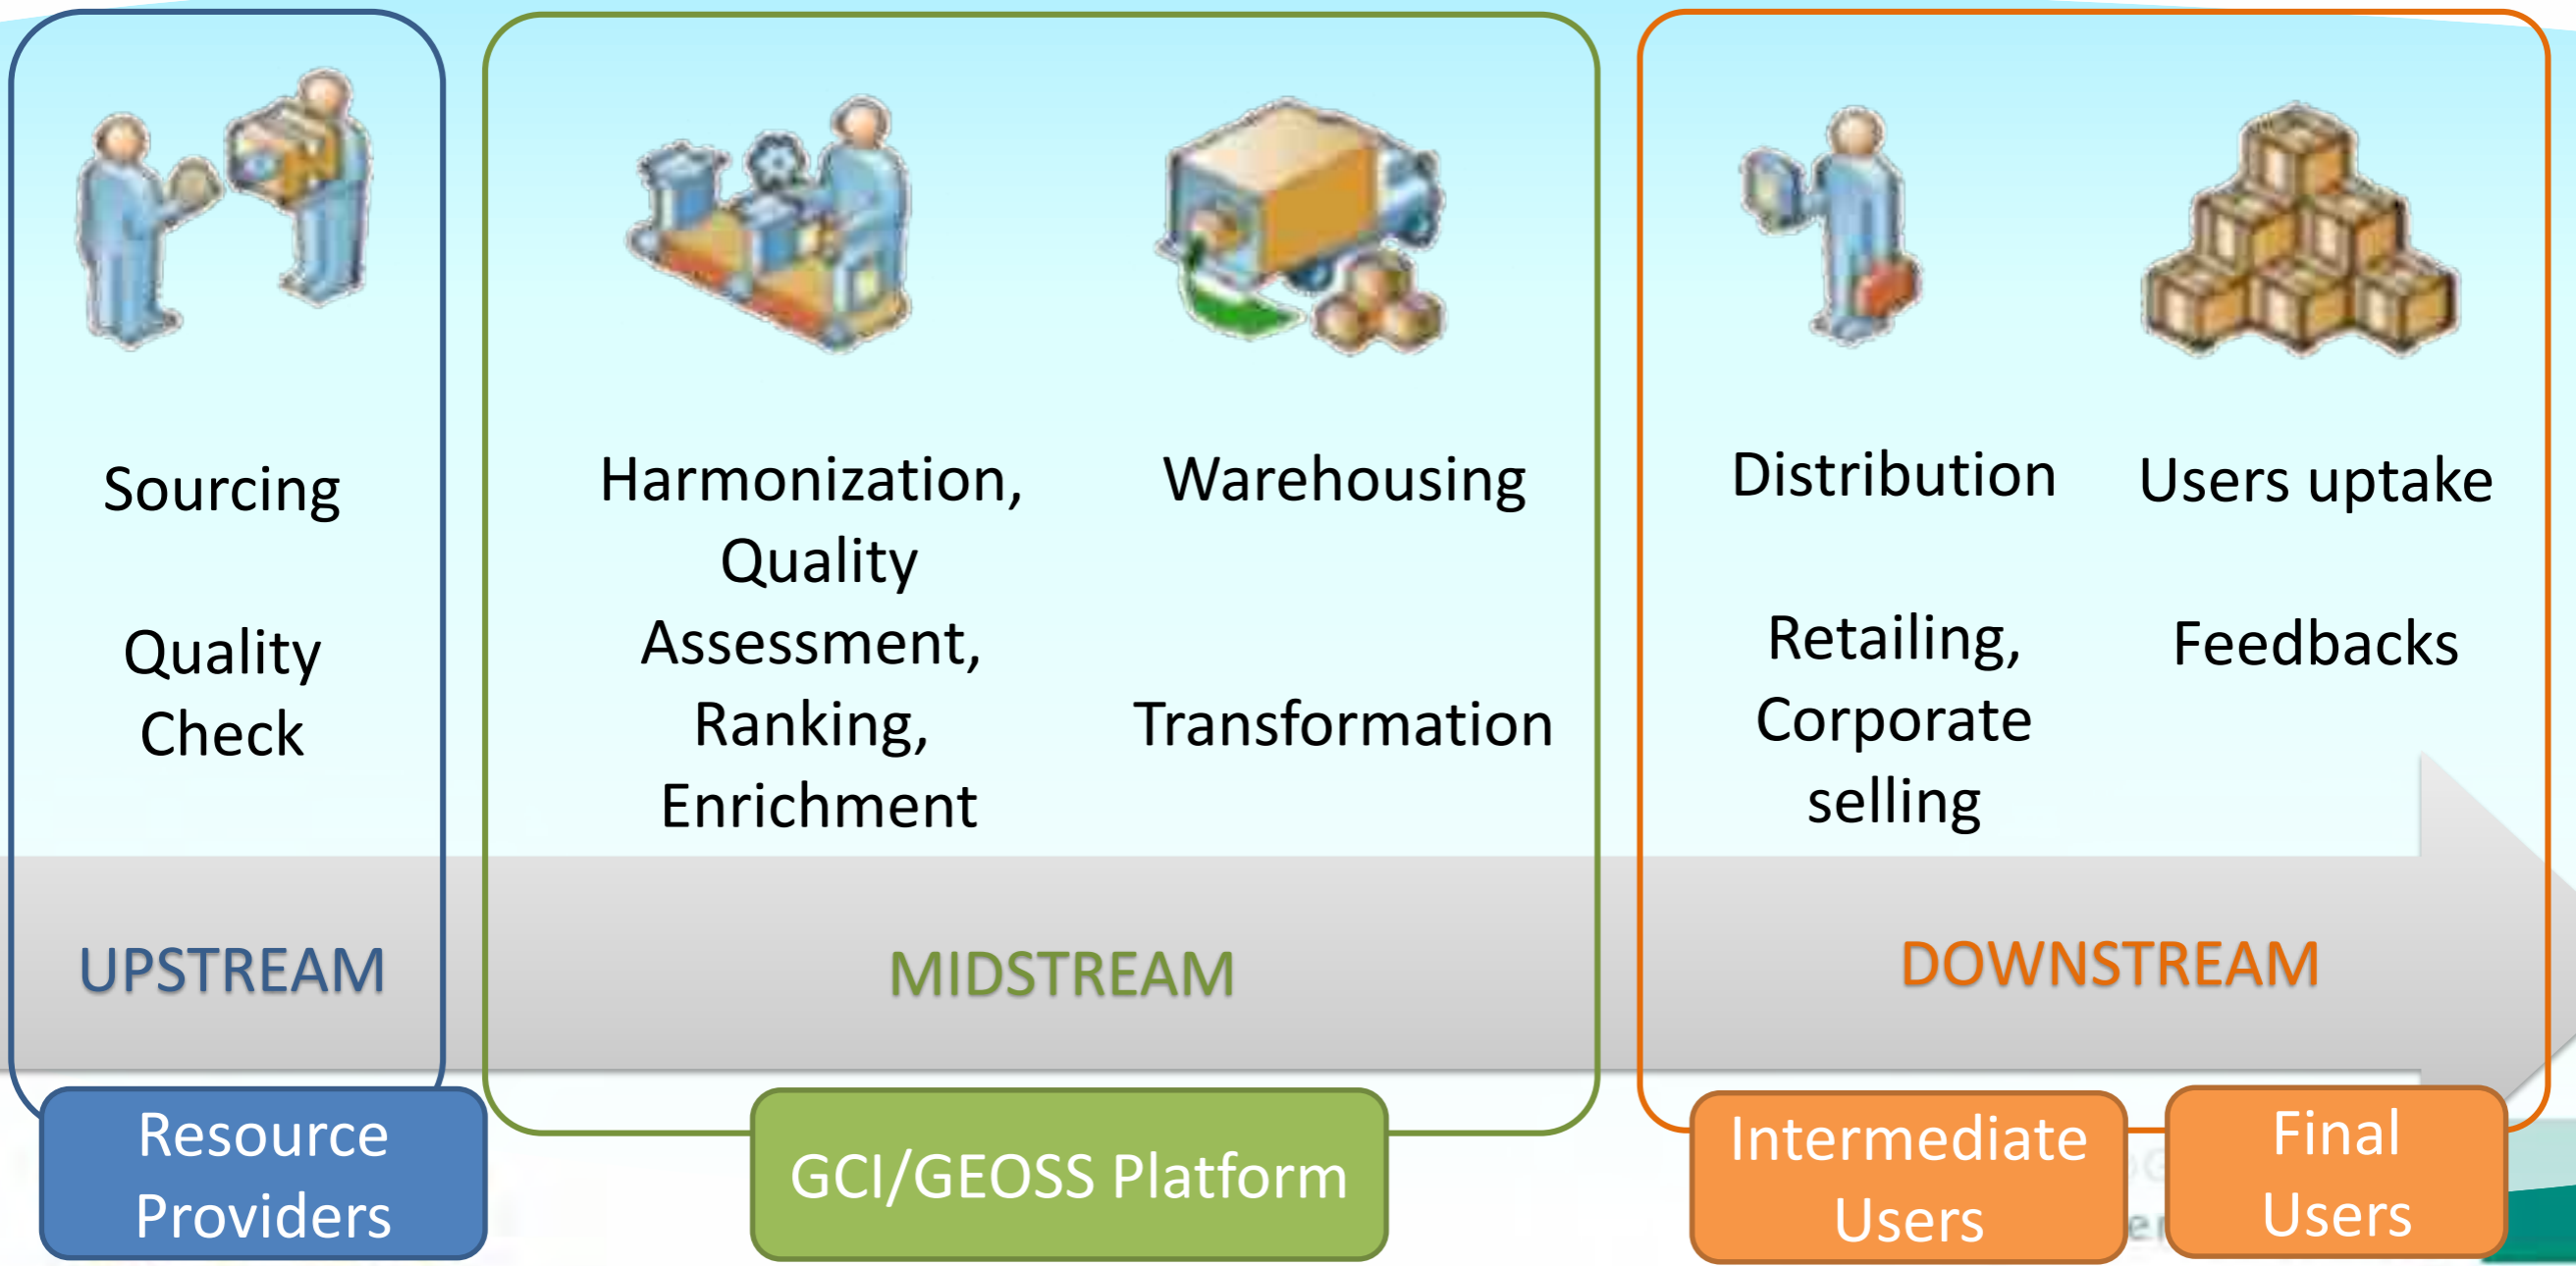 Sourcing
Quality
Check
Harmonization,
Quality
Assessment,
Ranking,
Enrichment
Warehousing
Transformation
Distribution
Retailing,
Corporate
selling
Users uptake
Feedbacks
UPSTREAM
MIDSTREAM
DOWNSTREAM
Resource
Providers
GCI/GEOSS Platform
Intermediate
Users
Final
Users